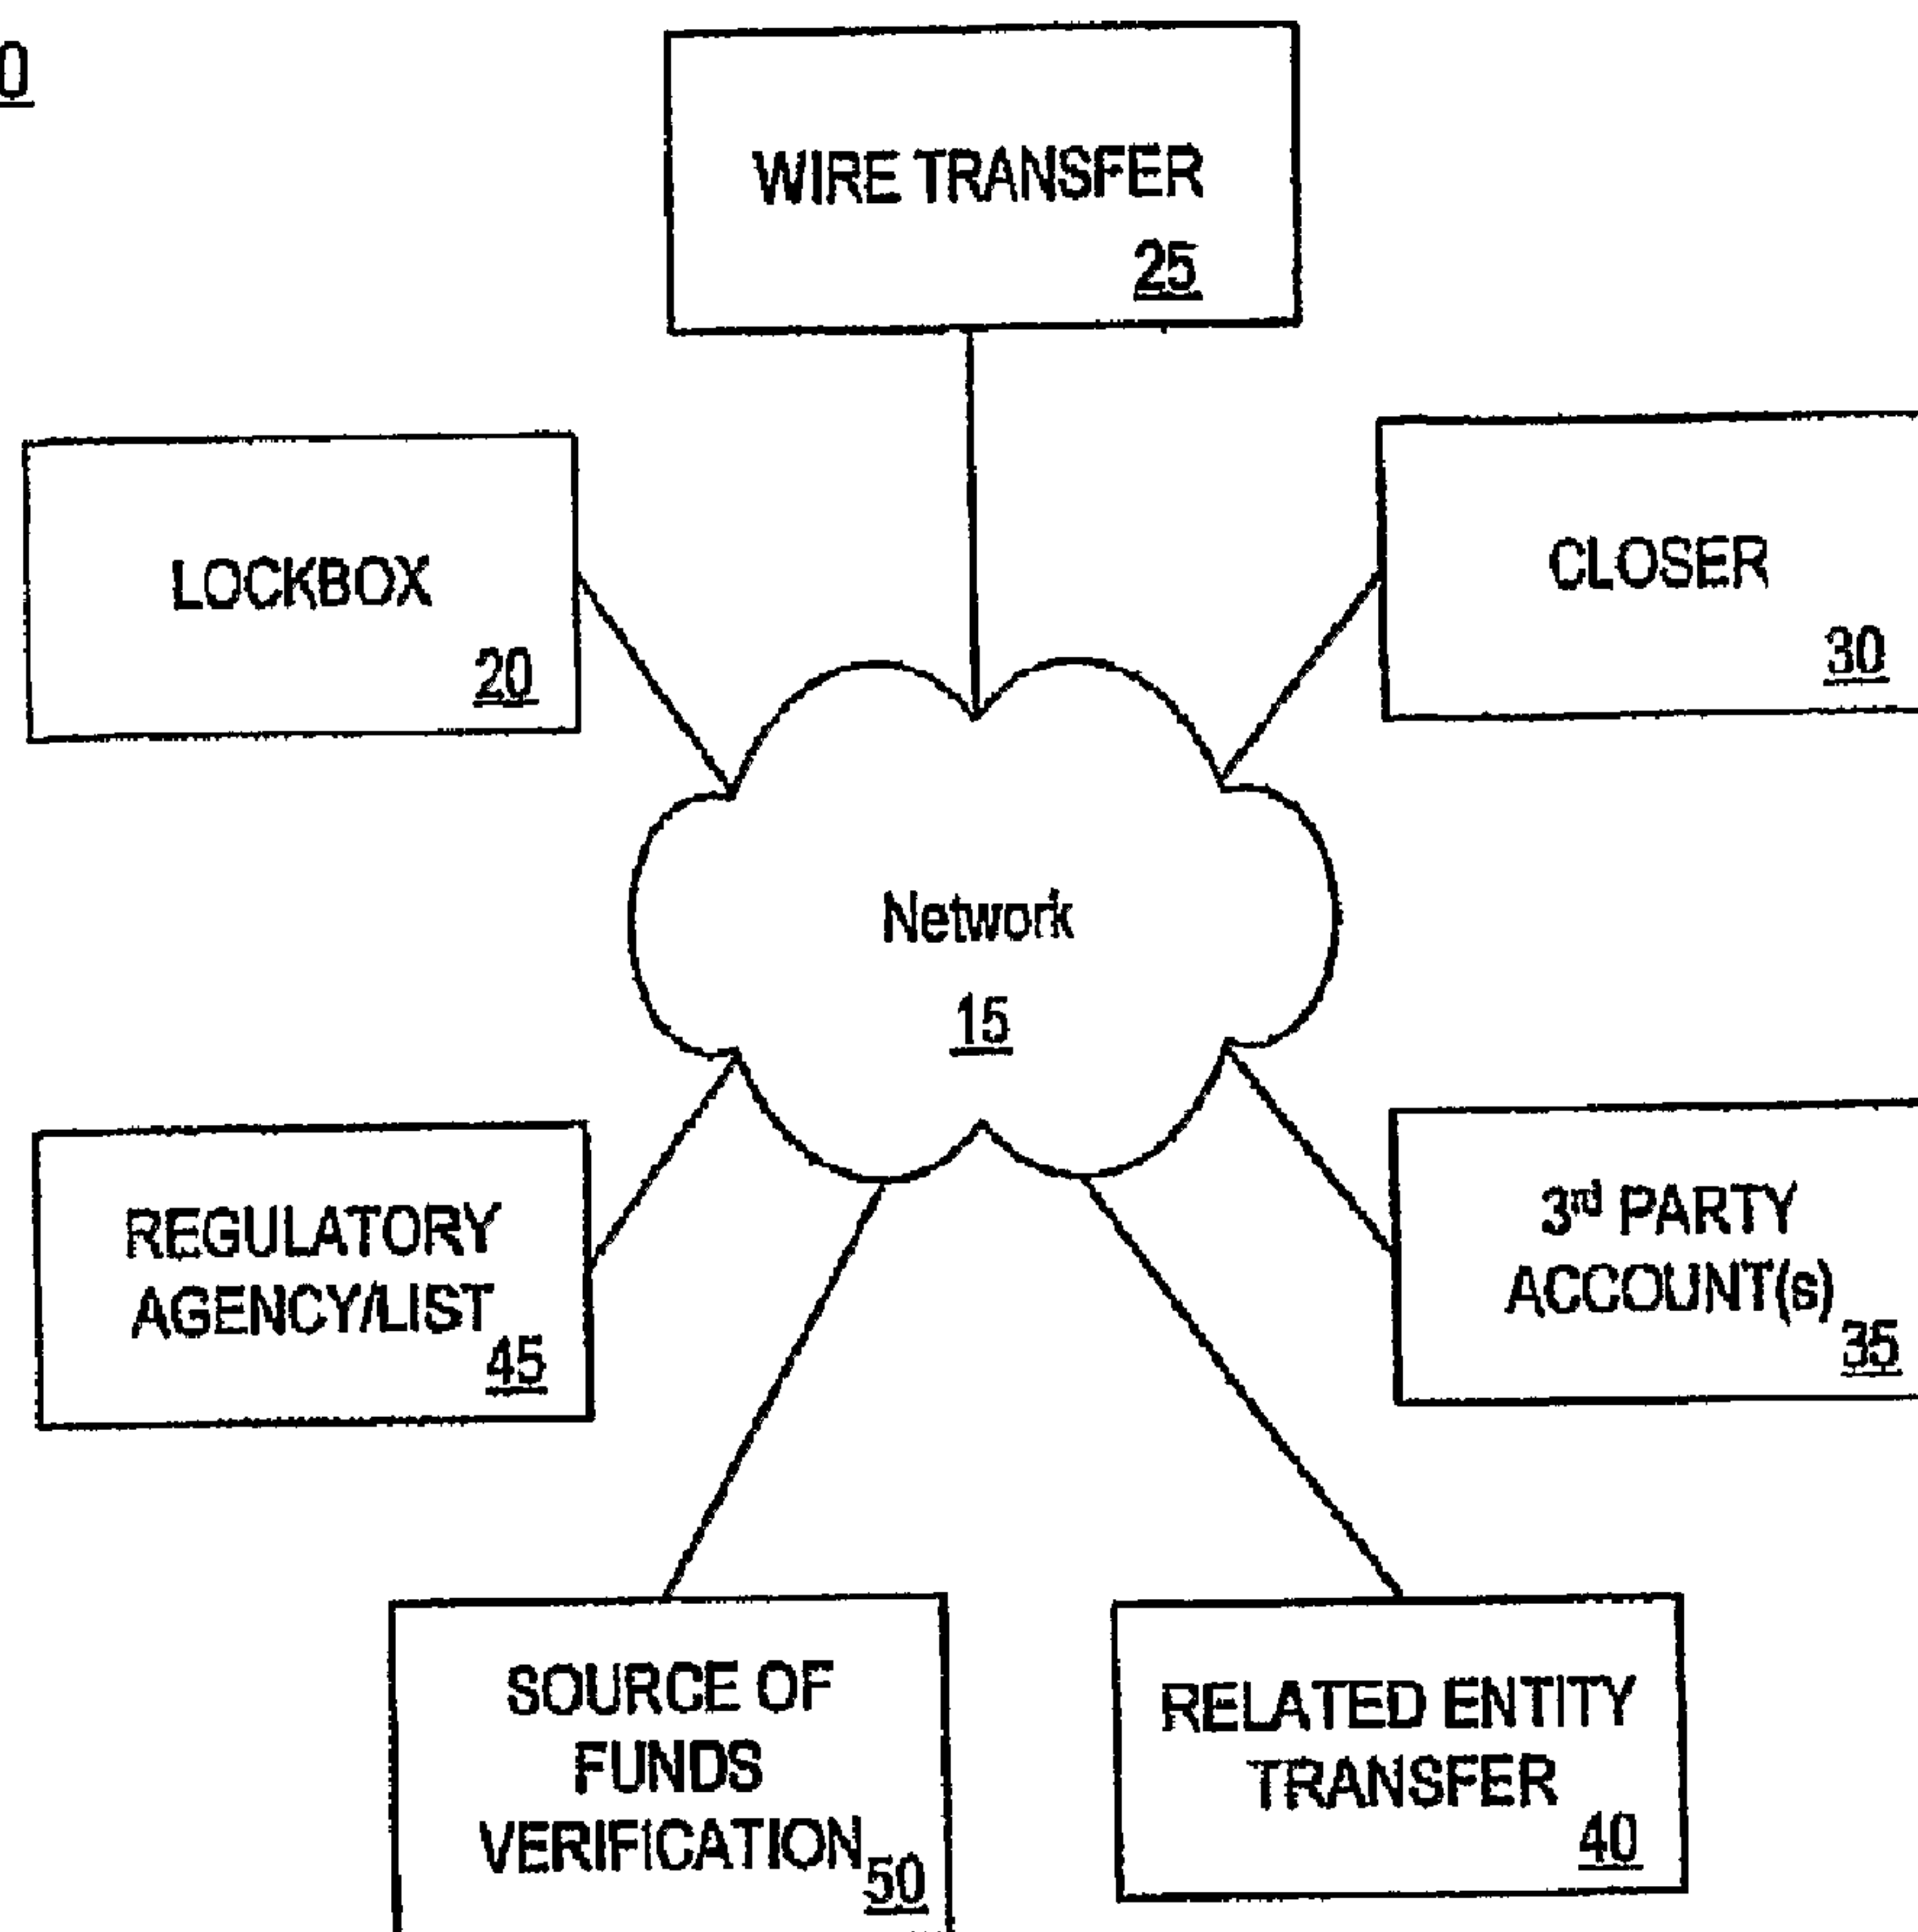 0
WIRE TRANSFER
25
LOCKBOX
20
CLOSER
30
Network
15
REGULATORY
AGENCY/LIST
45
3rd PARTY
ACCOUNT(s)
35
SOURCE OF
FUNDS
VERIFICATION
50
RELATED ENTITY
TRANSFER
40